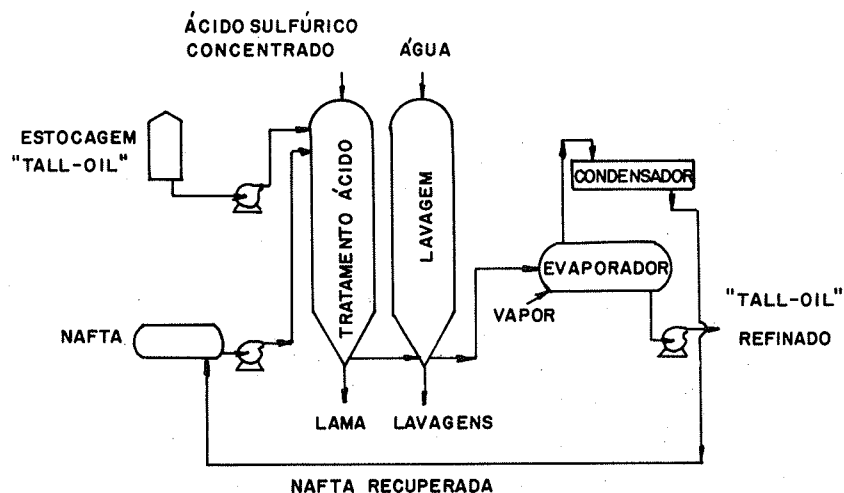 ÁCIDO SULFÚRICO
CONCENTRADO
ÁGUA
ESTOCAGEM
"TALL-OIL"
TRATAMENTO ÁCIDO
LAVAGEM
CONDENSADOR
EVAPORADOR
VAPOR
"TALL-OIL"
REFINADO
NAFTA
LAMA
LAVAGENS
NAFTA RECUPERADA